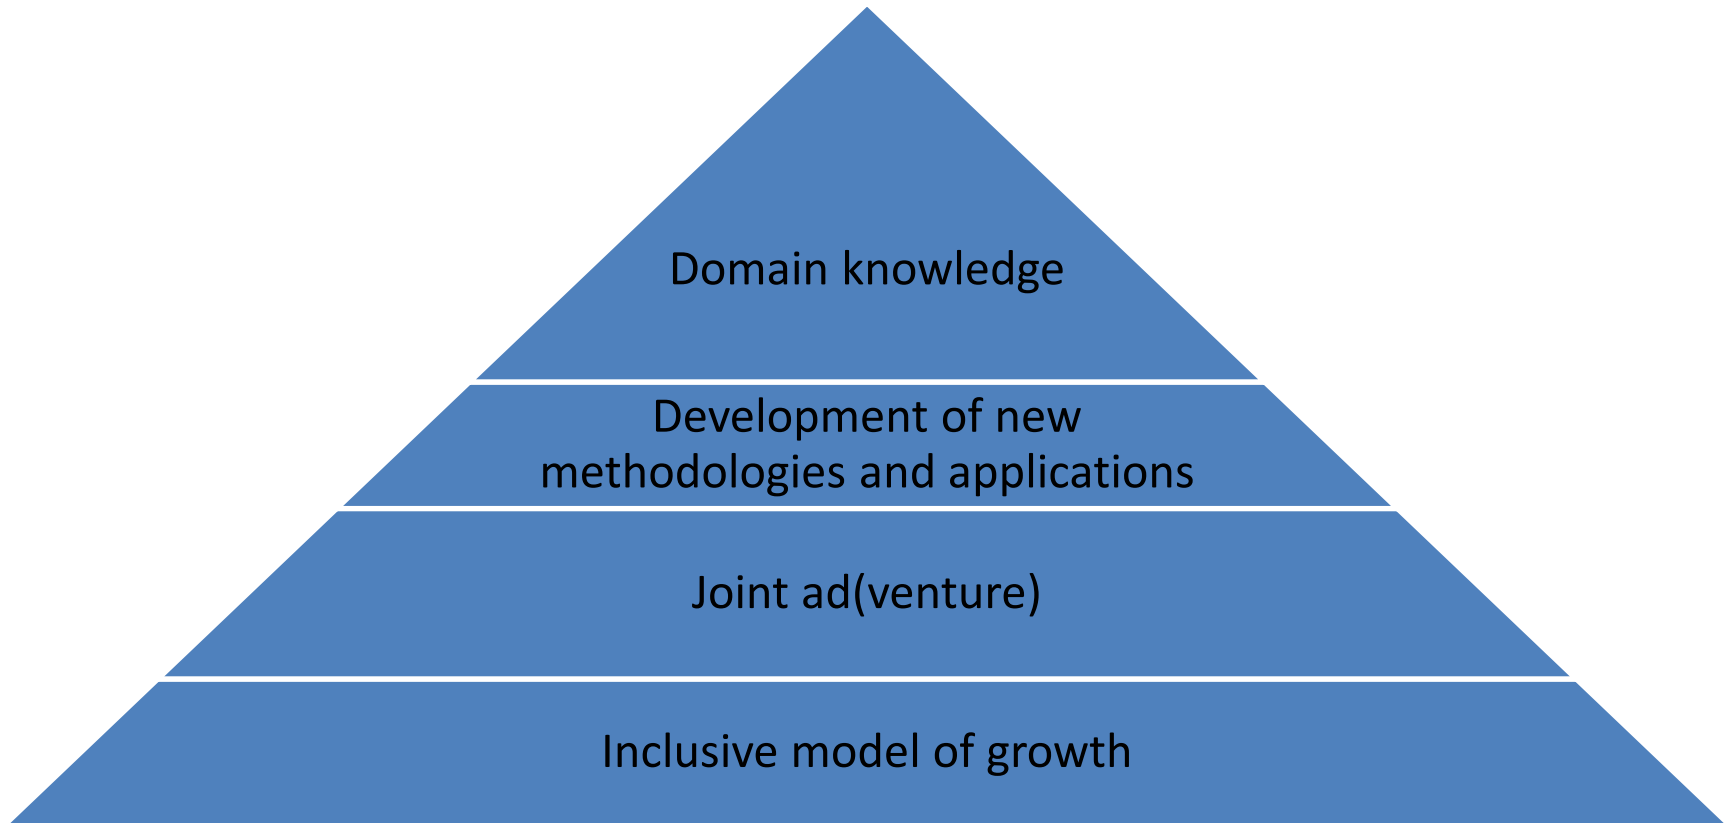 Domain knowledge
Development of new
methodologies and applications
Joint ad(venture)
Inclusive model of growth